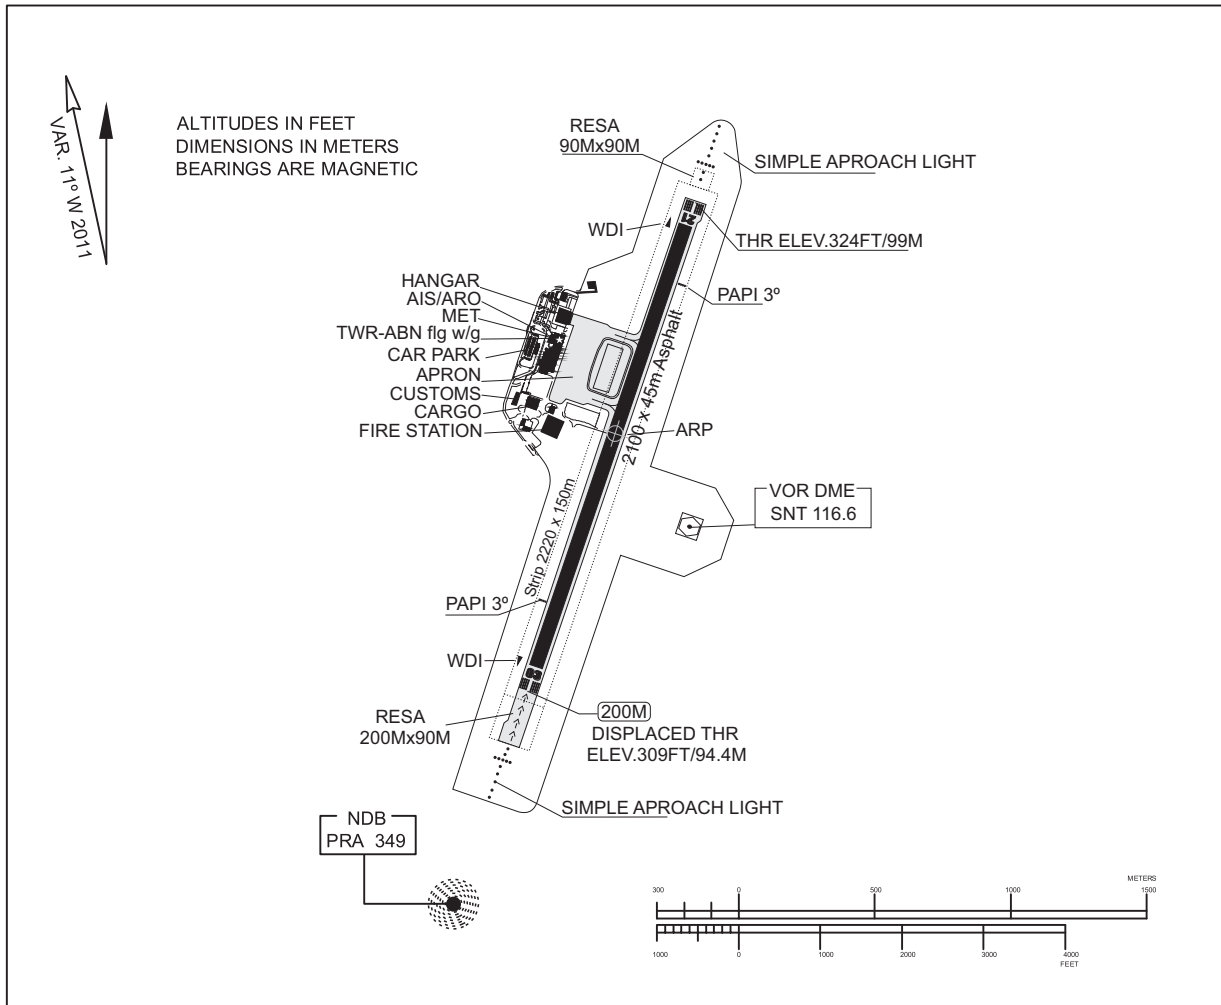 VAR. 11º W 2011
ALTITUDES IN FEET
DIMENSIONS IN METERS
BEARINGS ARE MAGNETIC
RESA
90Mx90M
SIMPLE APROACH LIGHT
WDI
21
THR ELEV.324FT/99M
PAPI 3º
HANGAR
AIS/ARO
MET
TWR-ABN flg w/g
CAR PARK
APRON
CUSTOMS
CARGO
FIRE STATION
2100 x 45m Asphalt
ARP
VOR DME
SNT 116.6
Strip 2220 x 150m
PAPI 3º
WDI
03
RESA
200Mx90M
200M
DISPLACED THR
ELEV.309FT/94.4M
SIMPLE APROACH LIGHT
NDB
PRA 349
METERS
300 0 500 1000 1500
1000 0 1000 2000 3000 4000
FEET